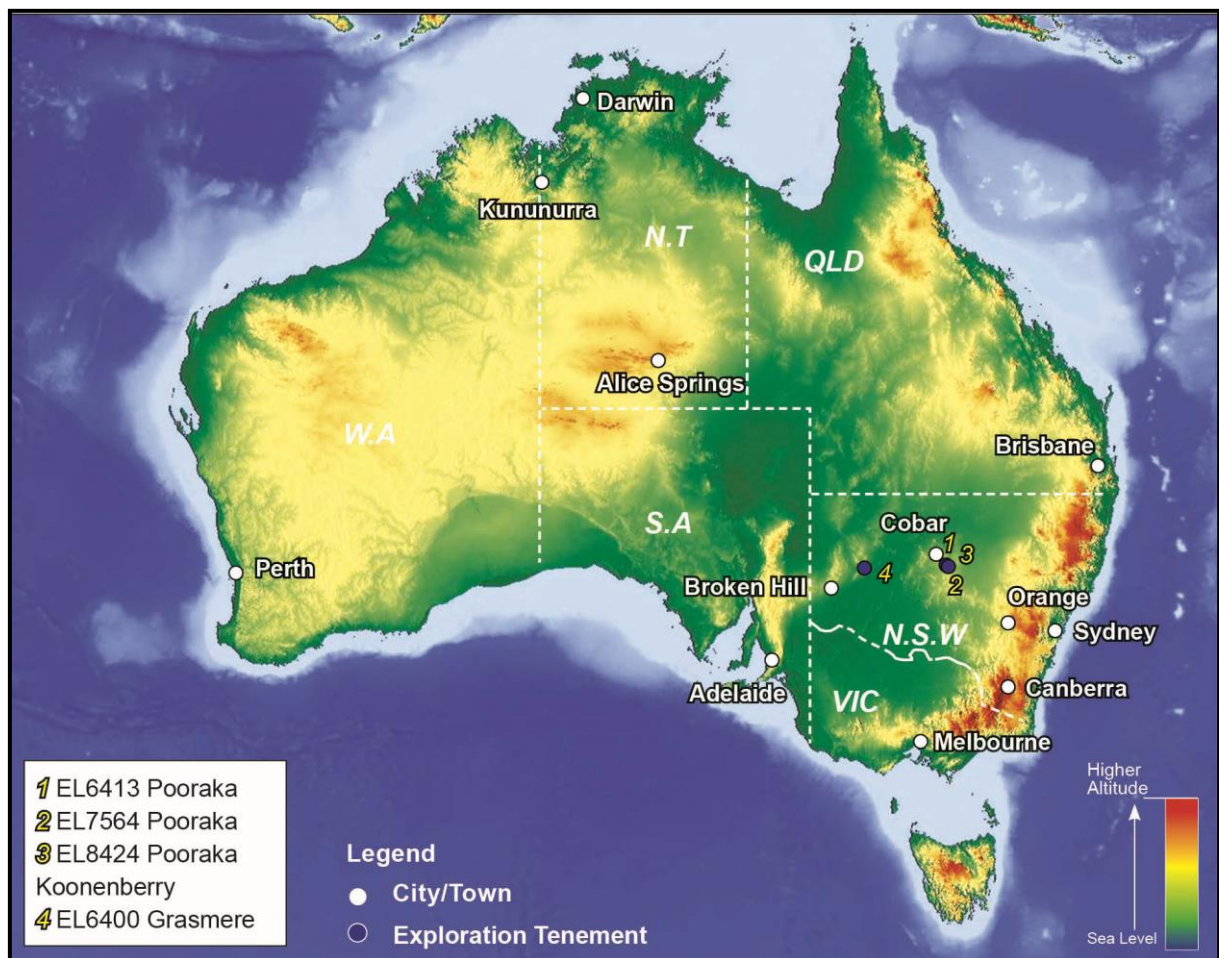 Darwin
Kununurra
N.T
QLD
Alice Springs
W.A
Brisbane
S.A
Cobar
1
3
Perth
Broken Hill
4
2
Orange
N.S.W
Sydney
Adelaide
VIC
Canberra
Melbourne
1 EL6413 Pooraka
2 EL7564 Pooraka
3 EL8424 Pooraka
Koonenberry
4 EL6400 Grasmere
Legend
City/Town
Exploration Tenement
Higher
Altitude
Sea Level